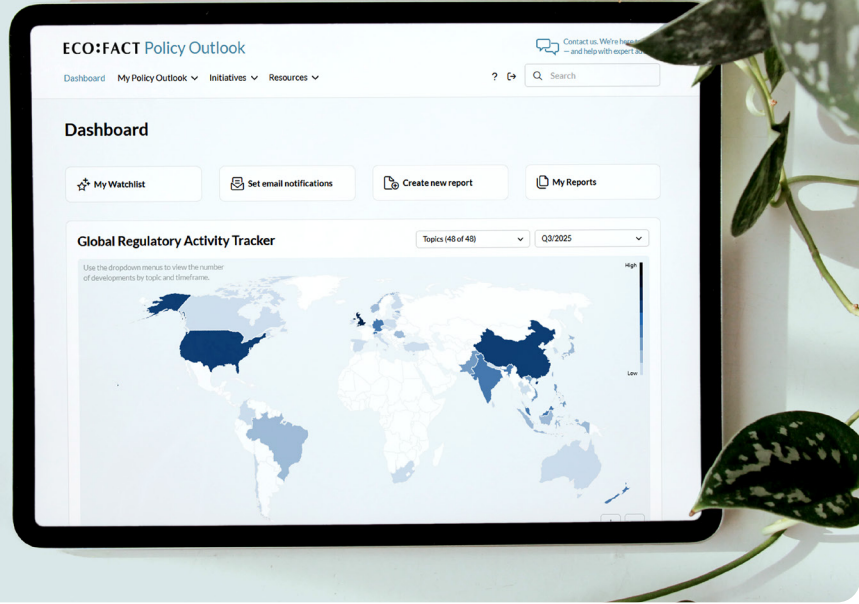 ECO:FACT Policy Outlook
Contact us. We're here
— and help with expert
Dashboard
My Policy Outlook
Initiatives
Resources
?
Search
Dashboard
My Watchlist
Set email notifications
Create new report
My Reports
Global Regulatory Activity Tracker
Topics (48 of 48)
Q3/2025
Use the dropdown menus to view the number
of developments by topic and timeframe.
High
Low